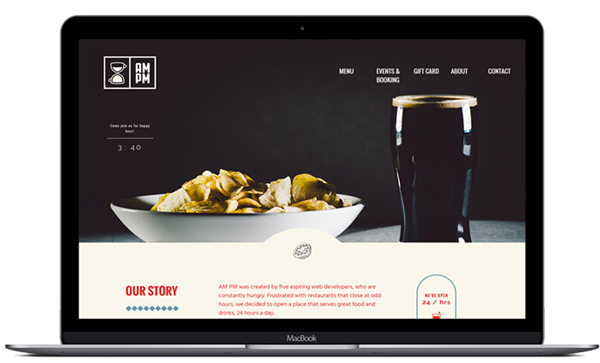 AM
PM
MENU
EVENTS &
BOOKING
GIFT CARD
ABOUT
CONTACT
Come join us for happy
hour!
3: 40
OUR STORY
AM PM was created by five aspiring web developers, who are
constantly hungry. Frustrated with restaurants that close at odd
hours, we decided to open a place that serves great food and
drinks, 24 hours a day.
WE'RE OPEN
24 / hrs
MacBook